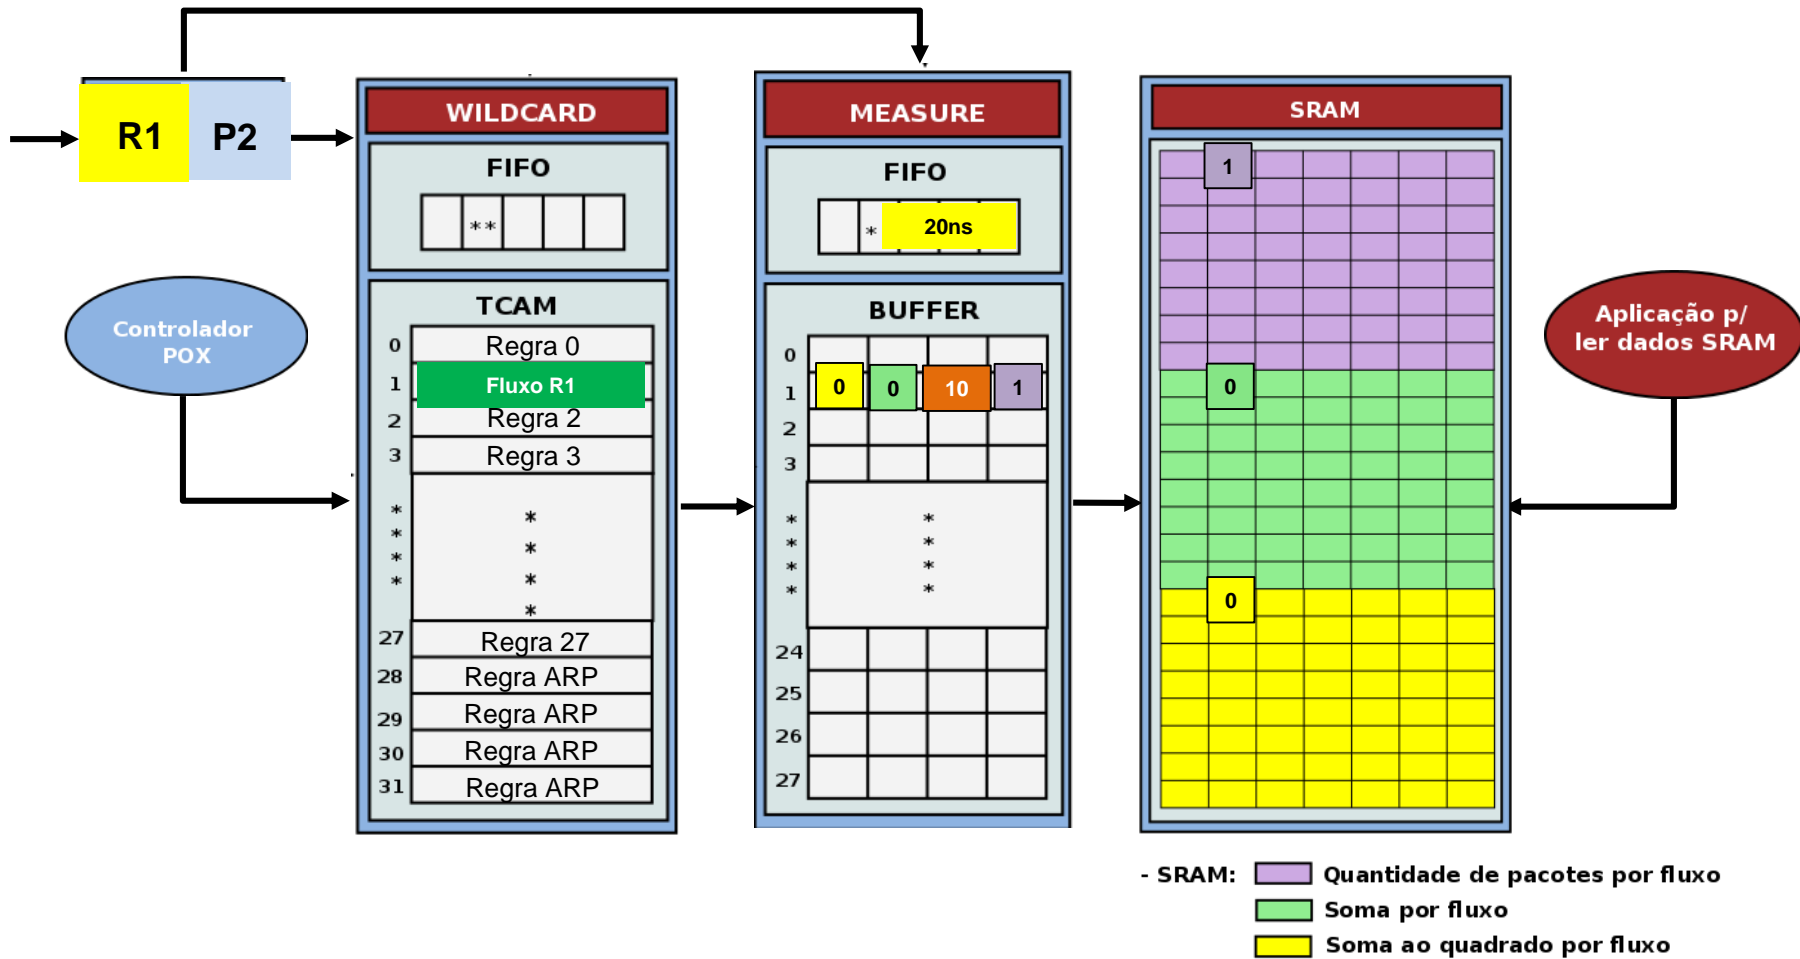 R1 P2
WILDCARD
FIFO
**
TCAM
0 Regra 0
1 Fluxo R1
2 Regra 2
3 Regra 3
* *
* *
* *
* *
27 Regra 27
28 Regra ARP
29 Regra ARP
30 Regra ARP
31 Regra ARP
Controlador
POX
MEASURE
FIFO
* 20ns
BUFFER
0
1 0 0 10 1
2
3
* *
* *
* *
* *
24
25
26
27
SRAM
1
0
0
Aplicação p/
ler dados SRAM
- SRAM: Quantidade de pacotes por fluxo
Soma por fluxo
Soma ao quadrado por fluxo